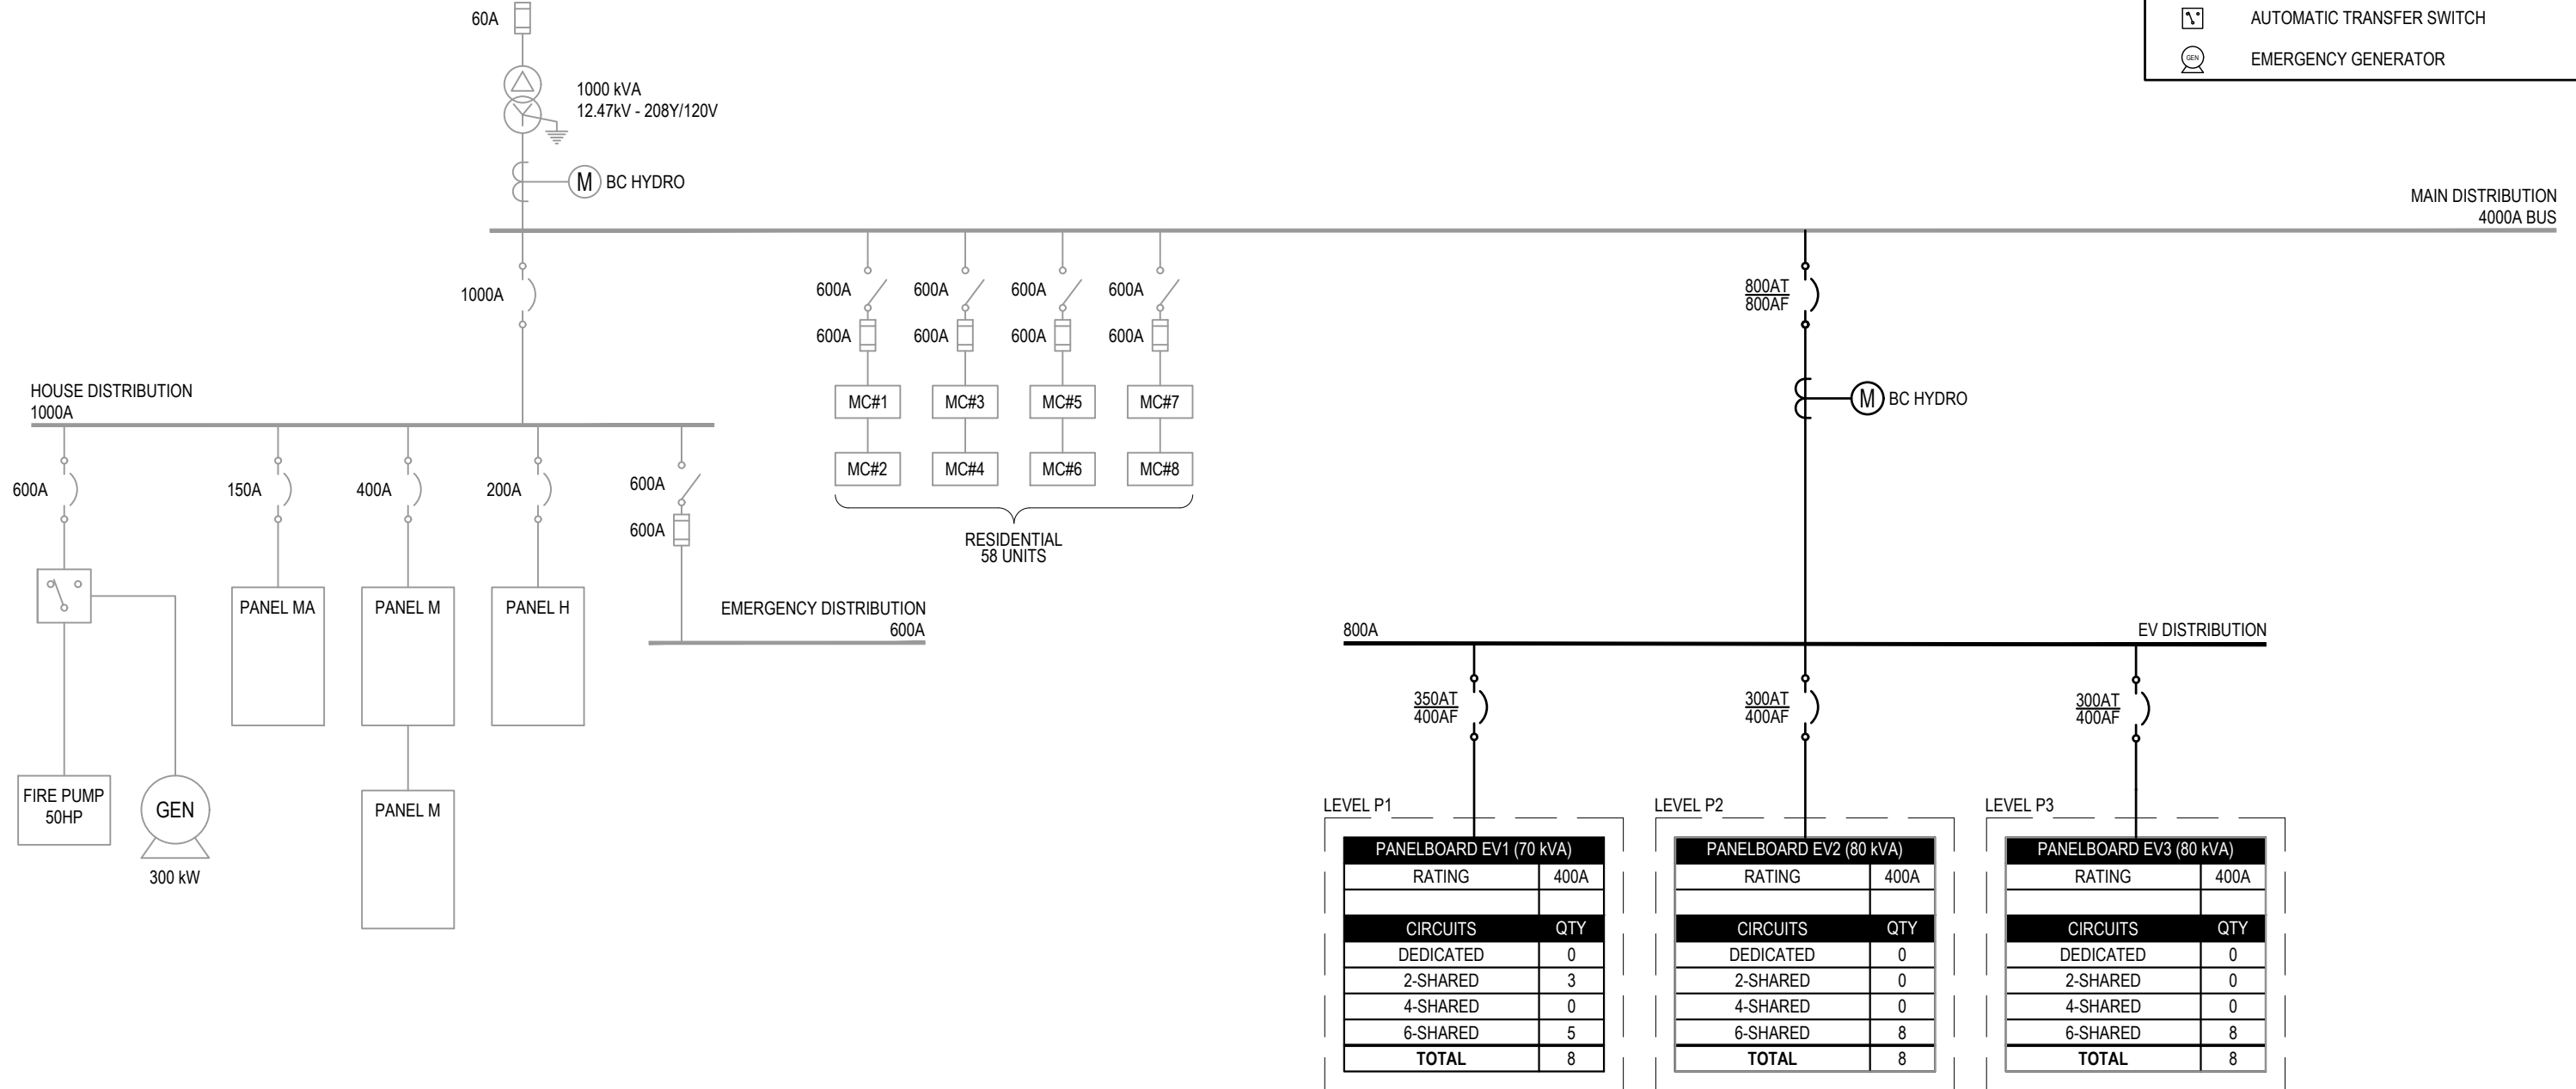 60A
1000 kVA
12.47kV - 208Y/120V
M
BC HYDRO
AUTOMATIC TRANSFER SWITCH
GEN
EMERGENCY GENERATOR
MAIN DISTRIBUTION
4000A BUS
1000A
600A
600A
600A
600A
600A
600A
600A
600A
MC#1
MC#3
MC#5
MC#7
MC#2
MC#4
MC#6
MC#8
RESIDENTIAL
58 UNITS
800AT
800AF
M
BC HYDRO
HOUSE DISTRIBUTION
1000A
600A
150A
400A
200A
600A
600A
PANEL MA
PANEL M
PANEL H
EMERGENCY DISTRIBUTION
600A
FIRE PUMP
50HP
GEN
300 kW
PANEL M
800A
EV DISTRIBUTION
350AT
400AF
300AT
400AF
300AT
400AF
LEVEL P1
PANELBOARD EV1 (70 kVA)
RATING 400A
CIRCUITS QTY
DEDICATED 0
2-SHARED 3
4-SHARED 0
6-SHARED 5
TOTAL 8
LEVEL P2
PANELBOARD EV2 (80 kVA)
RATING 400A
CIRCUITS QTY
DEDICATED 0
2-SHARED 0
4-SHARED 0
6-SHARED 8
TOTAL 8
LEVEL P3
PANELBOARD EV3 (80 kVA)
RATING 400A
CIRCUITS QTY
DEDICATED 0
2-SHARED 0
4-SHARED 0
6-SHARED 8
TOTAL 8